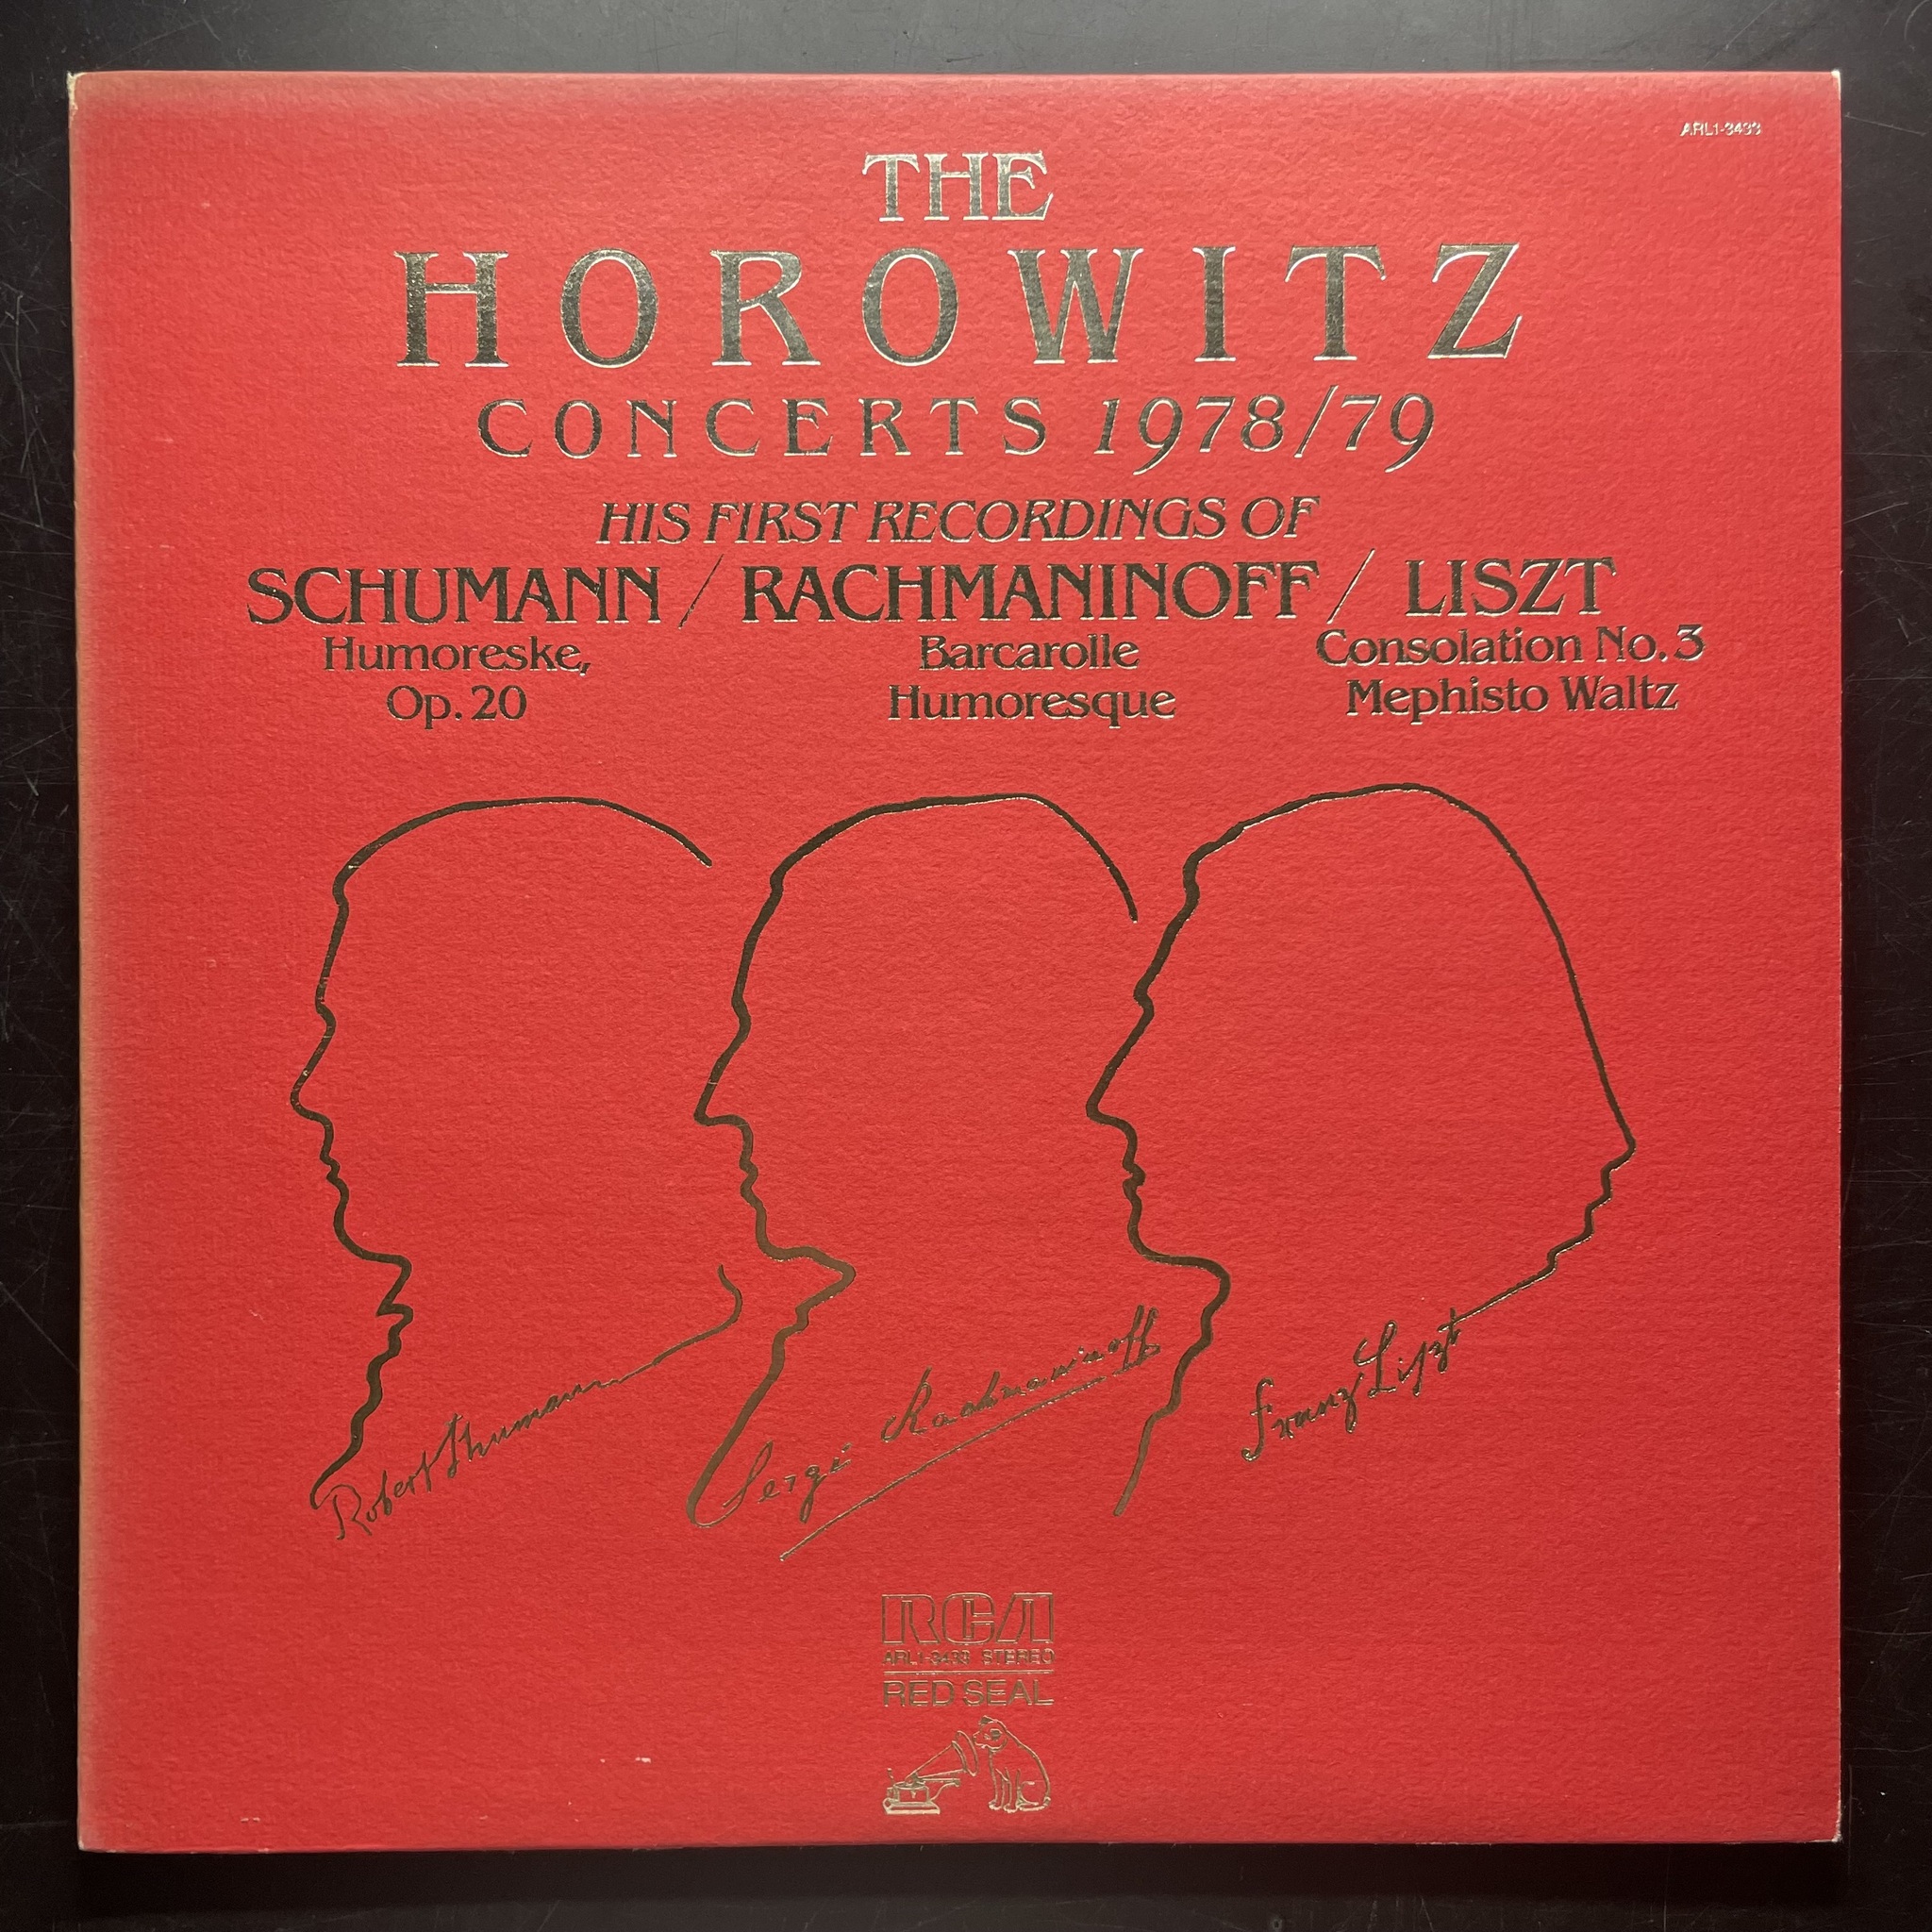 ARL1-3433
THE
HOROWITZ
CONCERTS 1978/79
HIS FIRST RECORDINGS OF
SCHUMANN / RACHMANINOFF / LISZT
Humoreske,
Op. 20
Barcarolle
Humoresque
Consolation No. 3
Mephisto Waltz
Robert Schumann
Sergei Rachmaninoff
Franz Liszt
RCA
ARL1-3433 STEREO
RED SEAL